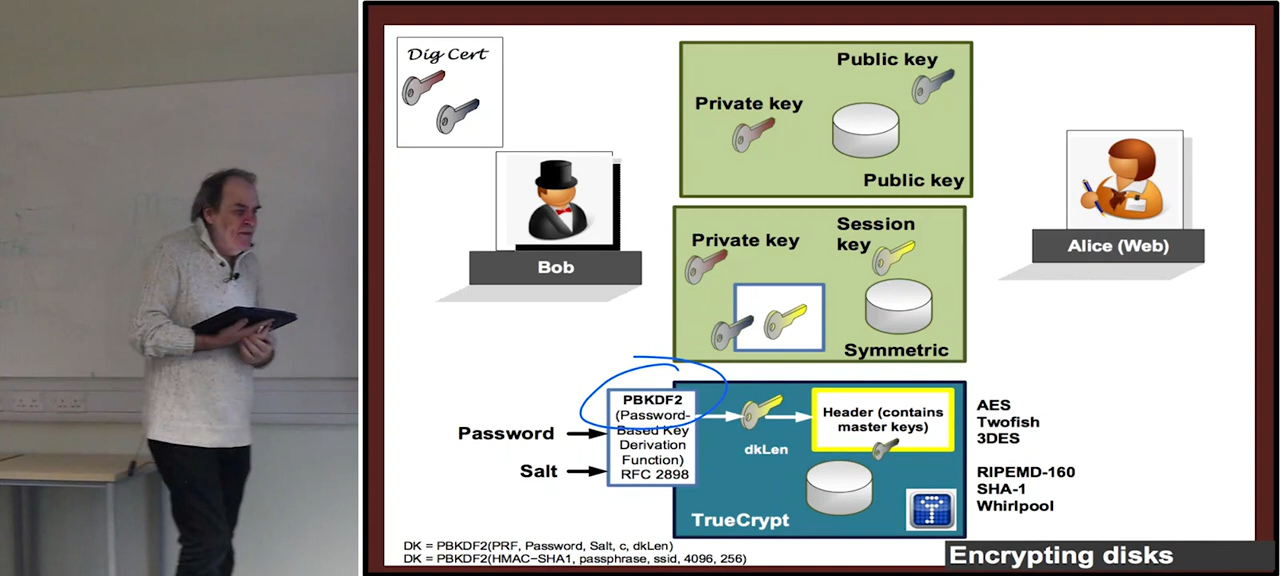 Dig Cert
Public key
Private key
Public key
Bob
Alice (Web)
Private key
Session
key
Symmetric
PBKDF2
(Password-
Based Key
Derivation
Function)
RFC 2898
Password
Salt
dkLen
Header (contains
master keys)
TrueCrypt
AES
Twofish
3DES
RIPEMD-160
SHA-1
Whirlpool
DK = PBKDF2(PRF, Password, Salt, c, dkLen)
DK = PBKDF2(HMAC−SHA1, passphrase, ssid, 4096, 256)
Encrypting disks